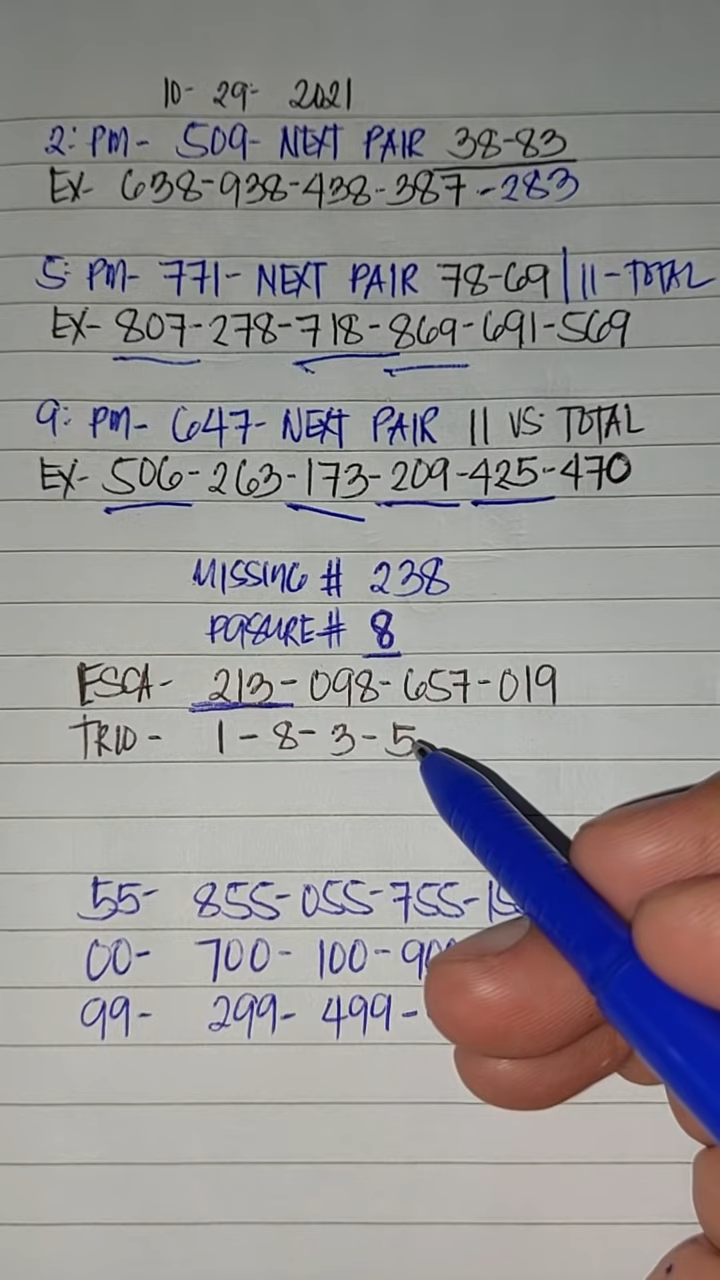 10- 29- 2021
2: PM- 509- NEXT PAIR 38-83
EX- 638-938-438-387-283
5: PM- 771- NEXT PAIR 78-69 | 11-TOTAL
EX- 807-278-718-869-691-569
9: PM- 647- NEXT PAIR 11 VS. TOTAL
EX- 506-263-173-209-425-470
MISSING # 238
PASURE# 8
ESCA- 213-098-657-019
TRIO- 1-8-3-5
55- 855-055-755-
00- 700-100-
99- 299-499-